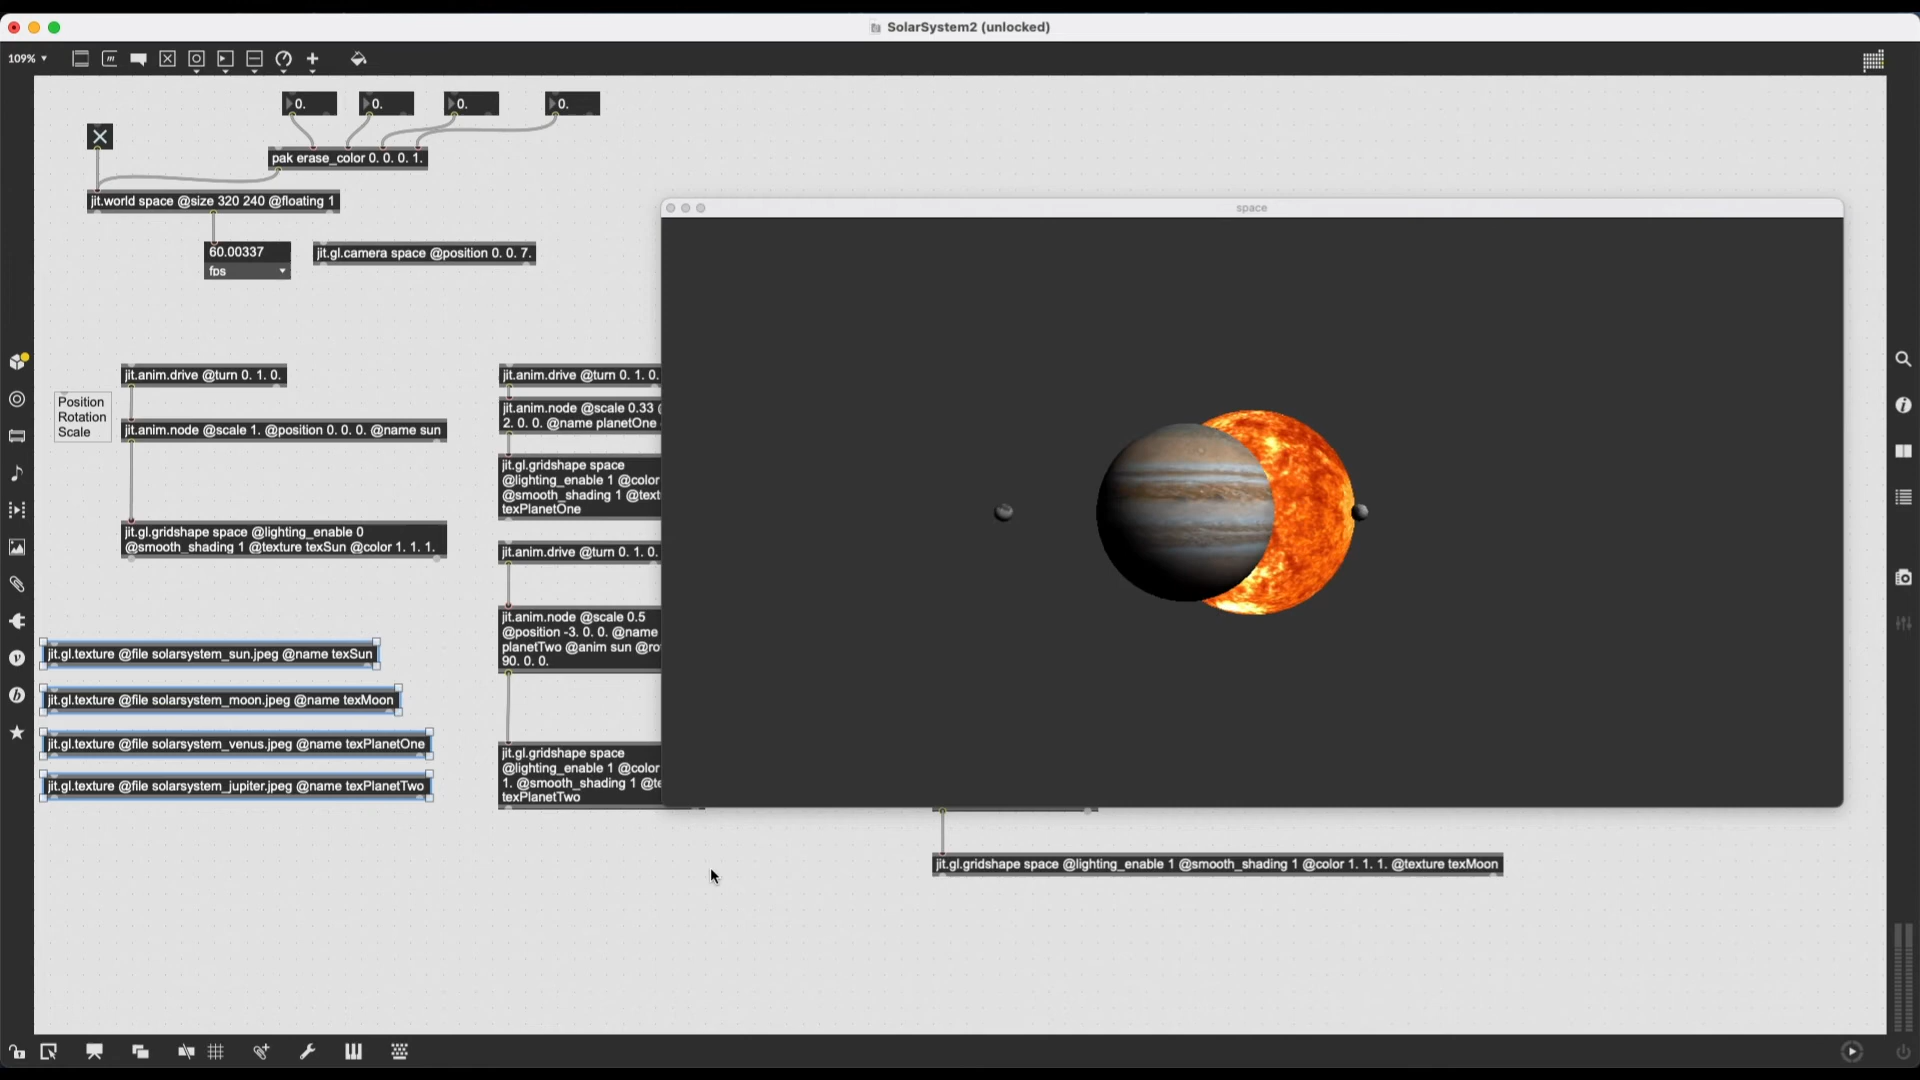 SolarSystem2 (unlocked)
109%
0.
0.
0.
0.
pak erase_color 0. 0. 0. 1.
jit.world space @size 320 240 @floating 1
space
60.00337
fps
jit.gl.camera space @position 0. 0. 7.
jit.anim.drive @turn 0. 1. 0.
Position
Rotation
Scale
jit.anim.node @scale 1. @position 0. 0. 0. @name sun
jit.gl.gridshape space @lighting_enable 0
@smooth_shading 1 @texture texSun @color 1. 1. 1.
jit.anim.drive @turn 0. 1. 0.
jit.anim.node @scale 0.33
2. 0. 0. @name planetOne
jit.gl.gridshape space
@lighting_enable 1 @color
@smooth_shading 1
texPlanetOne
jit.anim.drive @turn 0. 1. 0.
jit.anim.node @scale 0.5
@position -3. 0. 0. @name
planetTwo @anim sun
90. 0. 0.
jit.gl.gridshape space
@lighting_enable 1 @color
1. @smooth_shading 1
texPlanetTwo
jit.gl.texture @file solarsystem_sun.jpeg @name texSun
jit.gl.texture @file solarsystem_moon.jpeg @name texMoon
jit.gl.texture @file solarsystem_venus.jpeg @name texPlanetOne
jit.gl.texture @file solarsystem_jupiter.jpeg @name texPlanetTwo
jit.gl.gridshape space @lighting_enable 1 @smooth_shading 1 @color 1. 1. 1. @texture texMoon